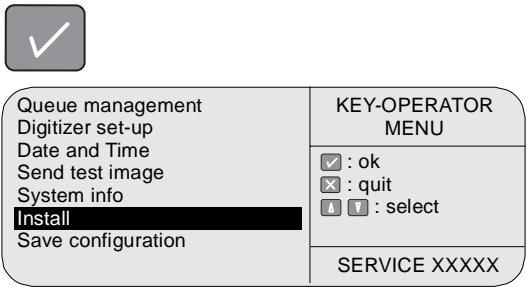 Queue management
Digitizer set-up
Date and Time
Send test image
System info
Install
Save configuration
KEY-OPERATOR
MENU
: ok
: quit
: select
SERVICE XXXXX